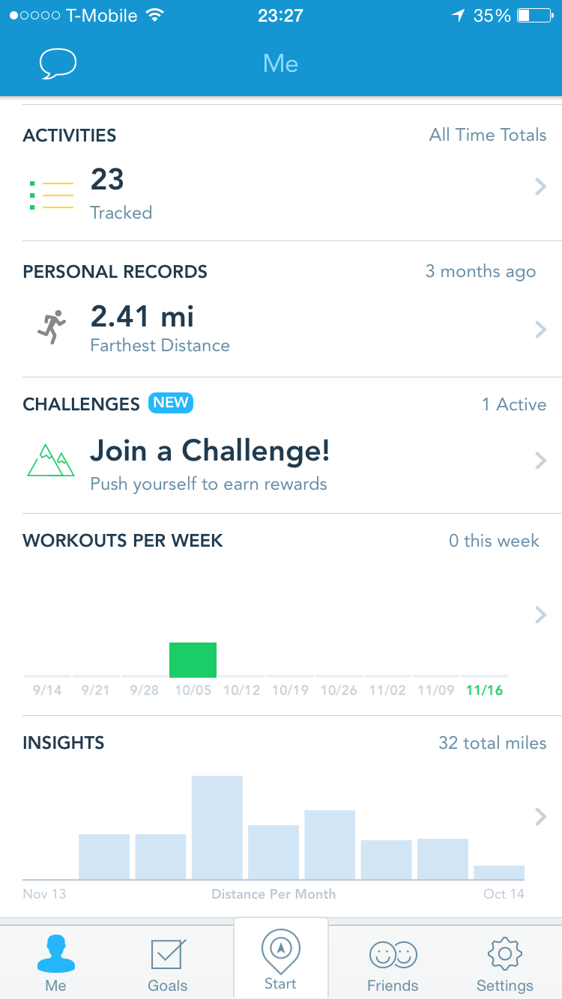 T-Mobile 23:27 35%
Me
ACTIVITIES All Time Totals
23
Tracked
PERSONAL RECORDS 3 months ago
2.41 mi
Farthest Distance
CHALLENGES NEW 1 Active
Join a Challenge!
Push yourself to earn rewards
WORKOUTS PER WEEK 0 this week
9/14 9/21 9/28 10/05 10/12 10/19 10/26 11/02 11/09 11/16
INSIGHTS 32 total miles
Nov 13 Distance Per Month Oct 14
Me Goals Start Friends Settings